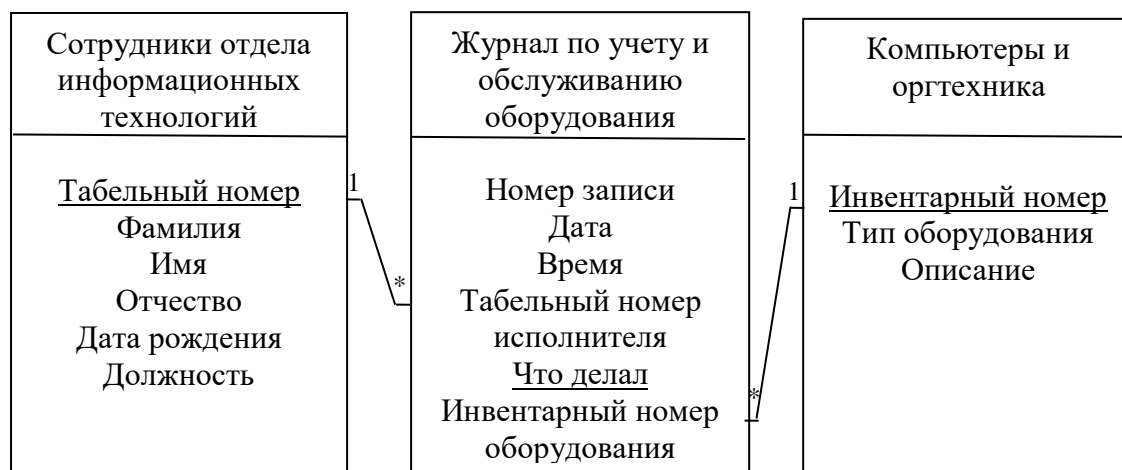 Сотрудники отдела
информационных
технологий
Табельный номер
Фамилия
Имя
Отчество
Дата рождения
Должность
1
*
Журнал по учету и
обслуживанию
оборудования
Номер записи
Дата
Время
Табельный номер
исполнителя
Что делал
Инвентарный номер
оборудования
1
*
Компьютеры и
оргтехника
Инвентарный номер
Тип оборудования
Описание